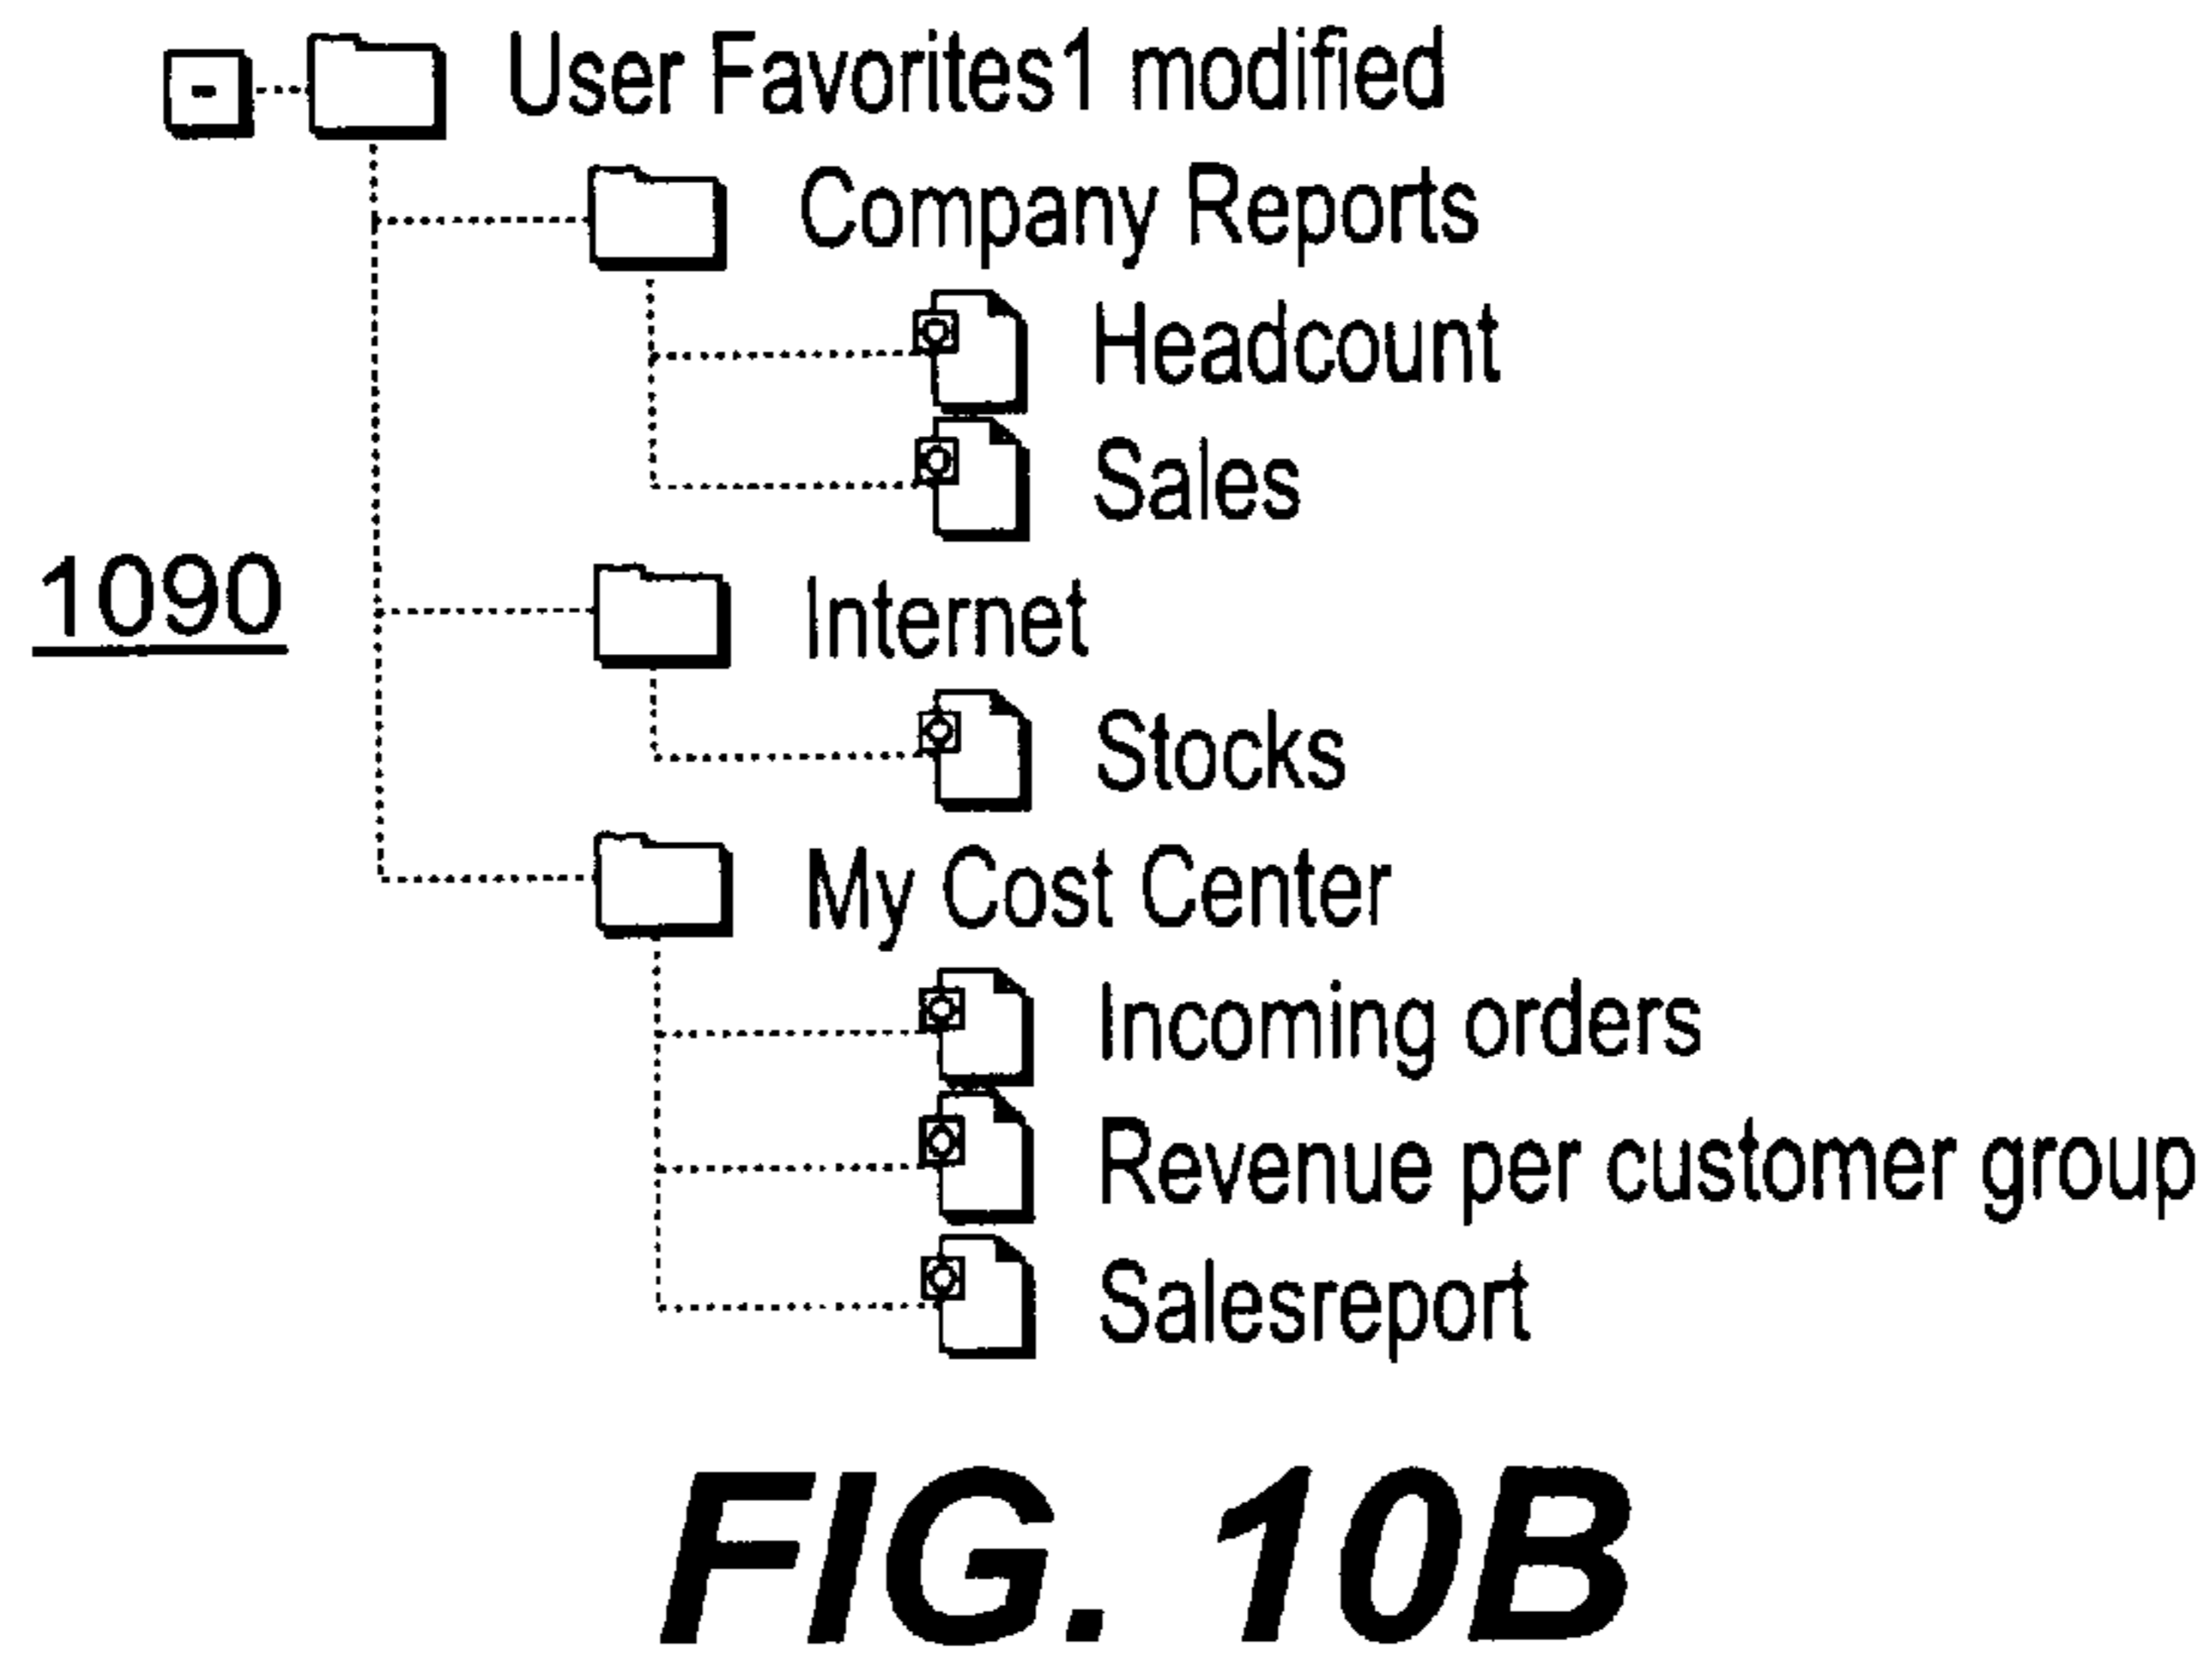 User Favorites1 modified
Company Reports
Headcount
Sales
1090
Internet
Stocks
My Cost Center
Incoming orders
Revenue per customer group
Salesreport
FIG. 10B